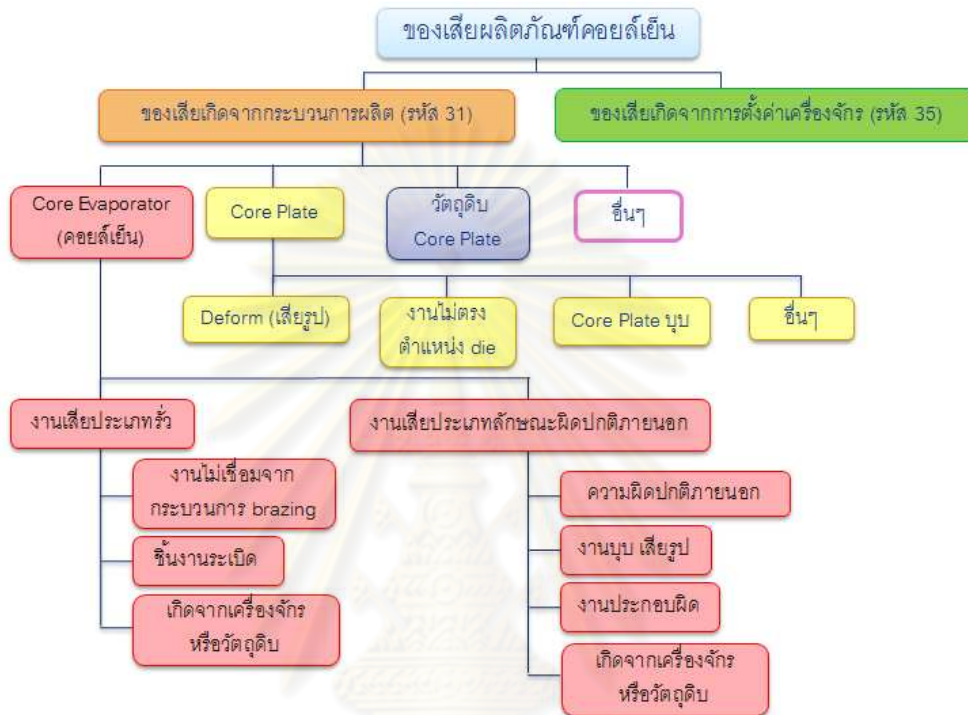 ของเสียผลิตภัณฑ์คอยล์เย็น
ของเสียเกิดจากกระบวนการผลิต (รหัส 31)
ของเสียเกิดจากการตั้งค่าเครื่องจักร (รหัส 35)
Core Evaporator
(คอยล์เย็น)
Core Plate
วัตถุดิบ
Core Plate
อื่นๆ
Deform (เสียรูป)
งานไม่ตรง
ตำแหน่ง die
Core Plate บุบ
อื่นๆ
งานเสียประเภทรั่ว
งานเสียประเภทลักษณะผิดปกติภายนอก
งานไม่เชื่อมจาก
กระบวนการ brazing
ชิ้นงานระเบิด
เกิดจากเครื่องจักร
หรือวัตถุดิบ
ความผิดปกติภายนอก
งานบุบ เสียรูป
งานประกอบผิด
เกิดจากเครื่องจักร
หรือวัตถุดิบ